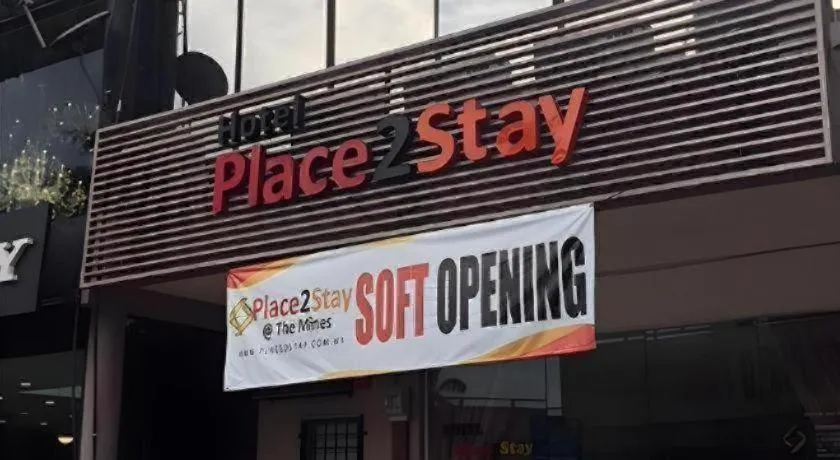 Hotel
Place2Stay
Y
Place2Stay
@ The Mines
SOFT OPENING
Stay